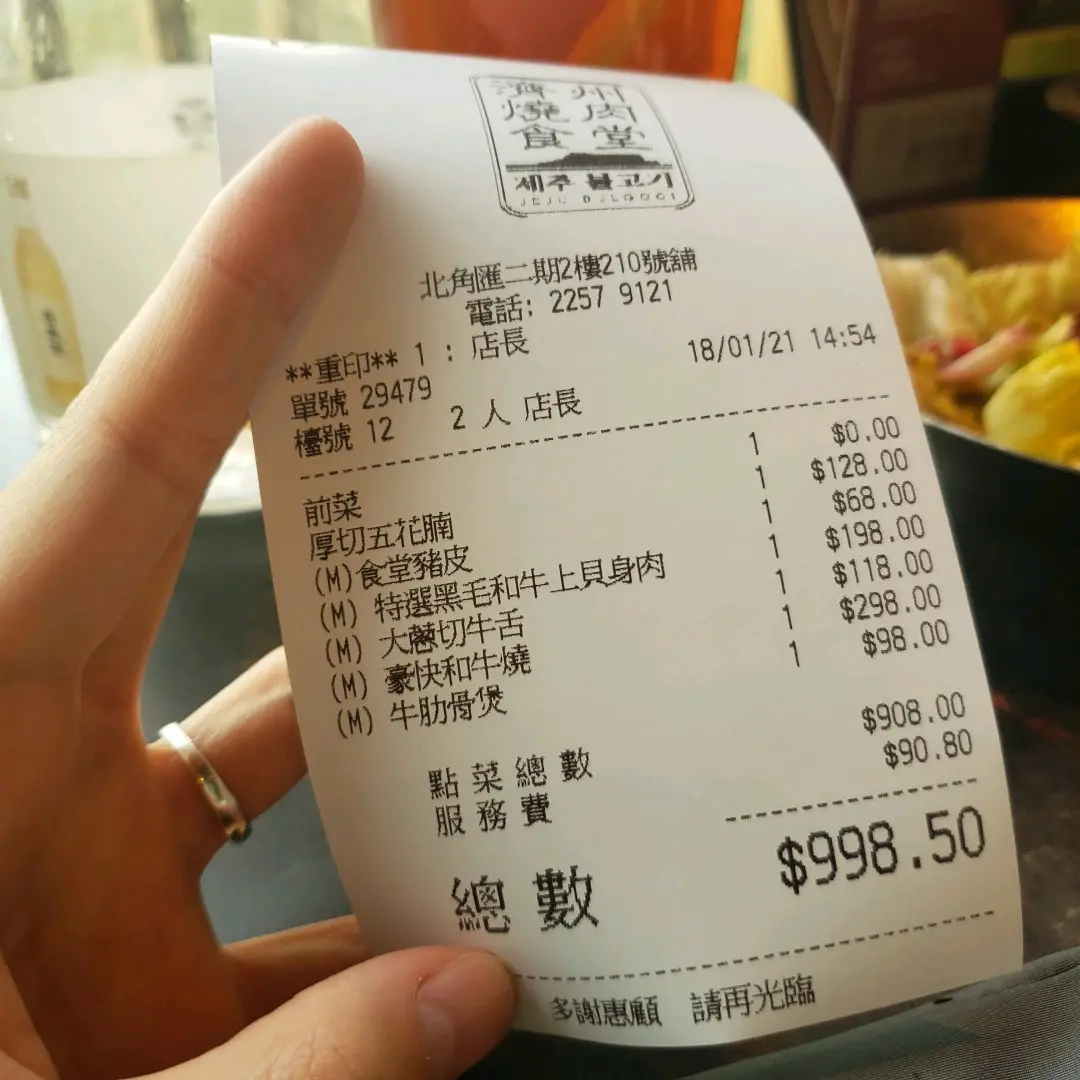 濟州
燒肉
食堂
제주 불고기
JEJU BULGOGI
北角匯二期2樓210號舖
電話: 2257 9121
**重印** 1 : 店長
單號 29479 18/01/21 14:54
檯號 12 2 人 店長
前菜 1 $0.00
厚切五花腩 1 $128.00
(M) 食堂豬皮 1 $68.00
(M) 特選黑毛和牛上貝身肉 1 $198.00
(M) 大蔥切牛舌 1 $118.00
(M) 豪快和牛燒 1 $298.00
(M) 牛肋骨煲 1 $98.00
點菜總數 $908.00
服務費 $90.80
總數 $998.50
多謝惠顧 請再光臨